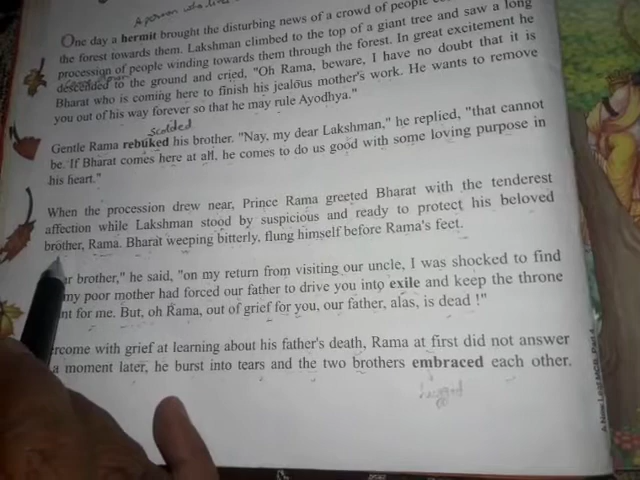 A person who
One day a hermit brought the disturbing news of a crowd of people
the forest towards them. Lakshman climbed to the top of a giant tree and saw a long
procession of people winding towards them through the forest. In great excitement he
descended to the ground and cried, "Oh Rama, beware, I have no doubt that it is
Bharat who is coming here to finish his jealous mother's work. He wants to remove
you out of his way forever so that he may rule Ayodhya."
scolded
Gentle Rama rebuked his brother. "Nay, my dear Lakshman," he replied, "that cannot
be. If Bharat comes here at all, he comes to do us good with some loving purpose in
his heart."
When the procession drew near, Prince Rama greeted Bharat with the tenderest
affection while Lakshman stood by suspicious and ready to protect his beloved
brother, Rama. Bharat weeping bitterly, flung himself before Rama's feet.
ar brother," he said, "on my return from visiting our uncle, I was shocked to find
my poor mother had forced our father to drive you into exile and keep the throne
nt for me. But, oh Rama, out of grief for you, our father, alas, is dead !"
rcome with grief at learning about his father's death, Rama at first did not answer
a moment later, he burst into tears and the two brothers embraced each other.
hugged
A New Leaf MCB, Part 4